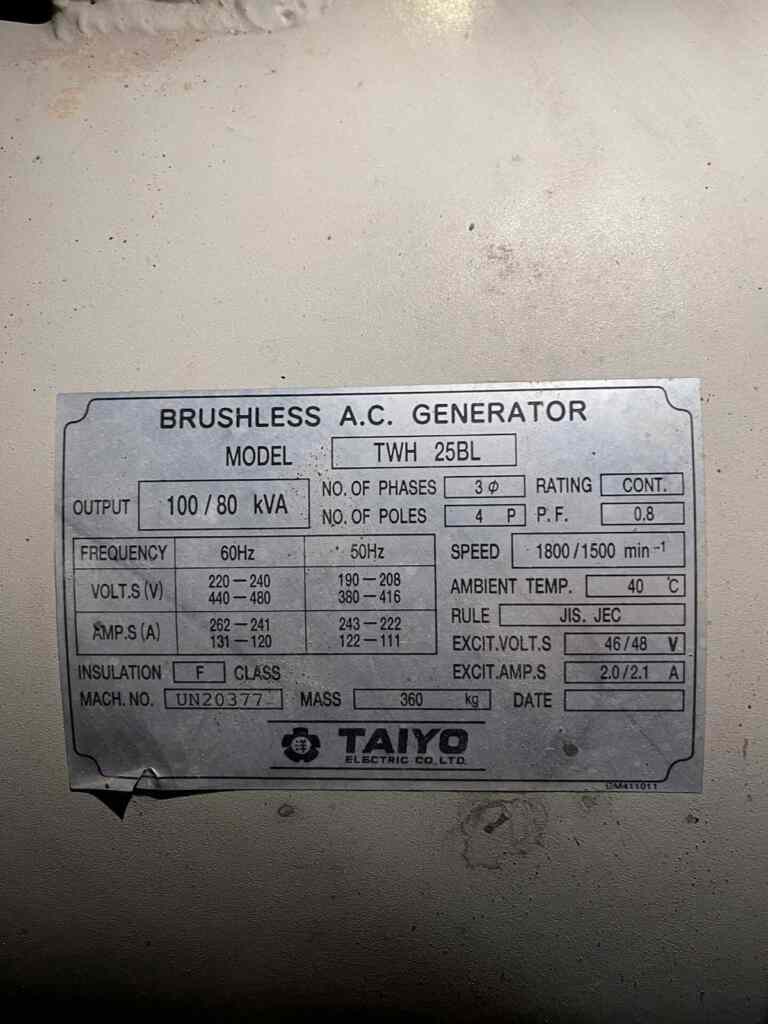 BRUSHLESS A.C. GENERATOR
MODEL TWH 25BL
OUTPUT 100/80 kVA
NO. OF PHASES 3ø RATING CONT.
NO. OF POLES 4 P P.F. 0.8
FREQUENCY 60Hz 50Hz
VOLT.S (V) 220-240 190-208
440-480 380-416
AMP.S (A) 262-241 243-222
131-120 122-111
SPEED 1800/1500 min⁻¹
AMBIENT TEMP. 40 ℃
RULE JIS. JEC
EXCIT.VOLT.S 46/48 V
EXCIT.AMP.S 2.0/2.1 A
INSULATION F CLASS
MACH. NO. UN20377 MASS 360 kg DATE
洋 TAIYO
ELECTRIC CO.,LTD.